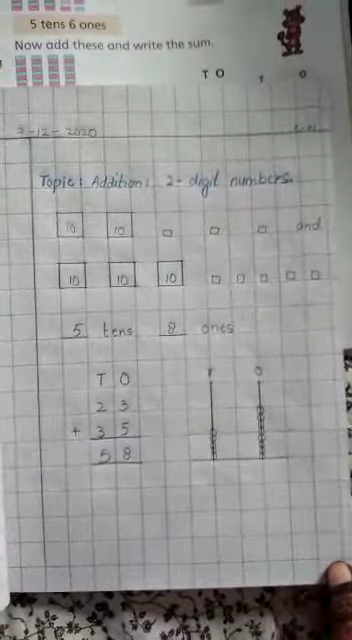 5 tens 6 ones
Now add these and write the sum.
T O T O
7-12-2020
Topic: Addition: 2-digit numbers.
10 10 and
10 10 10
5 tens 8 ones
T O T O
2 3
+ 3 5
5 8